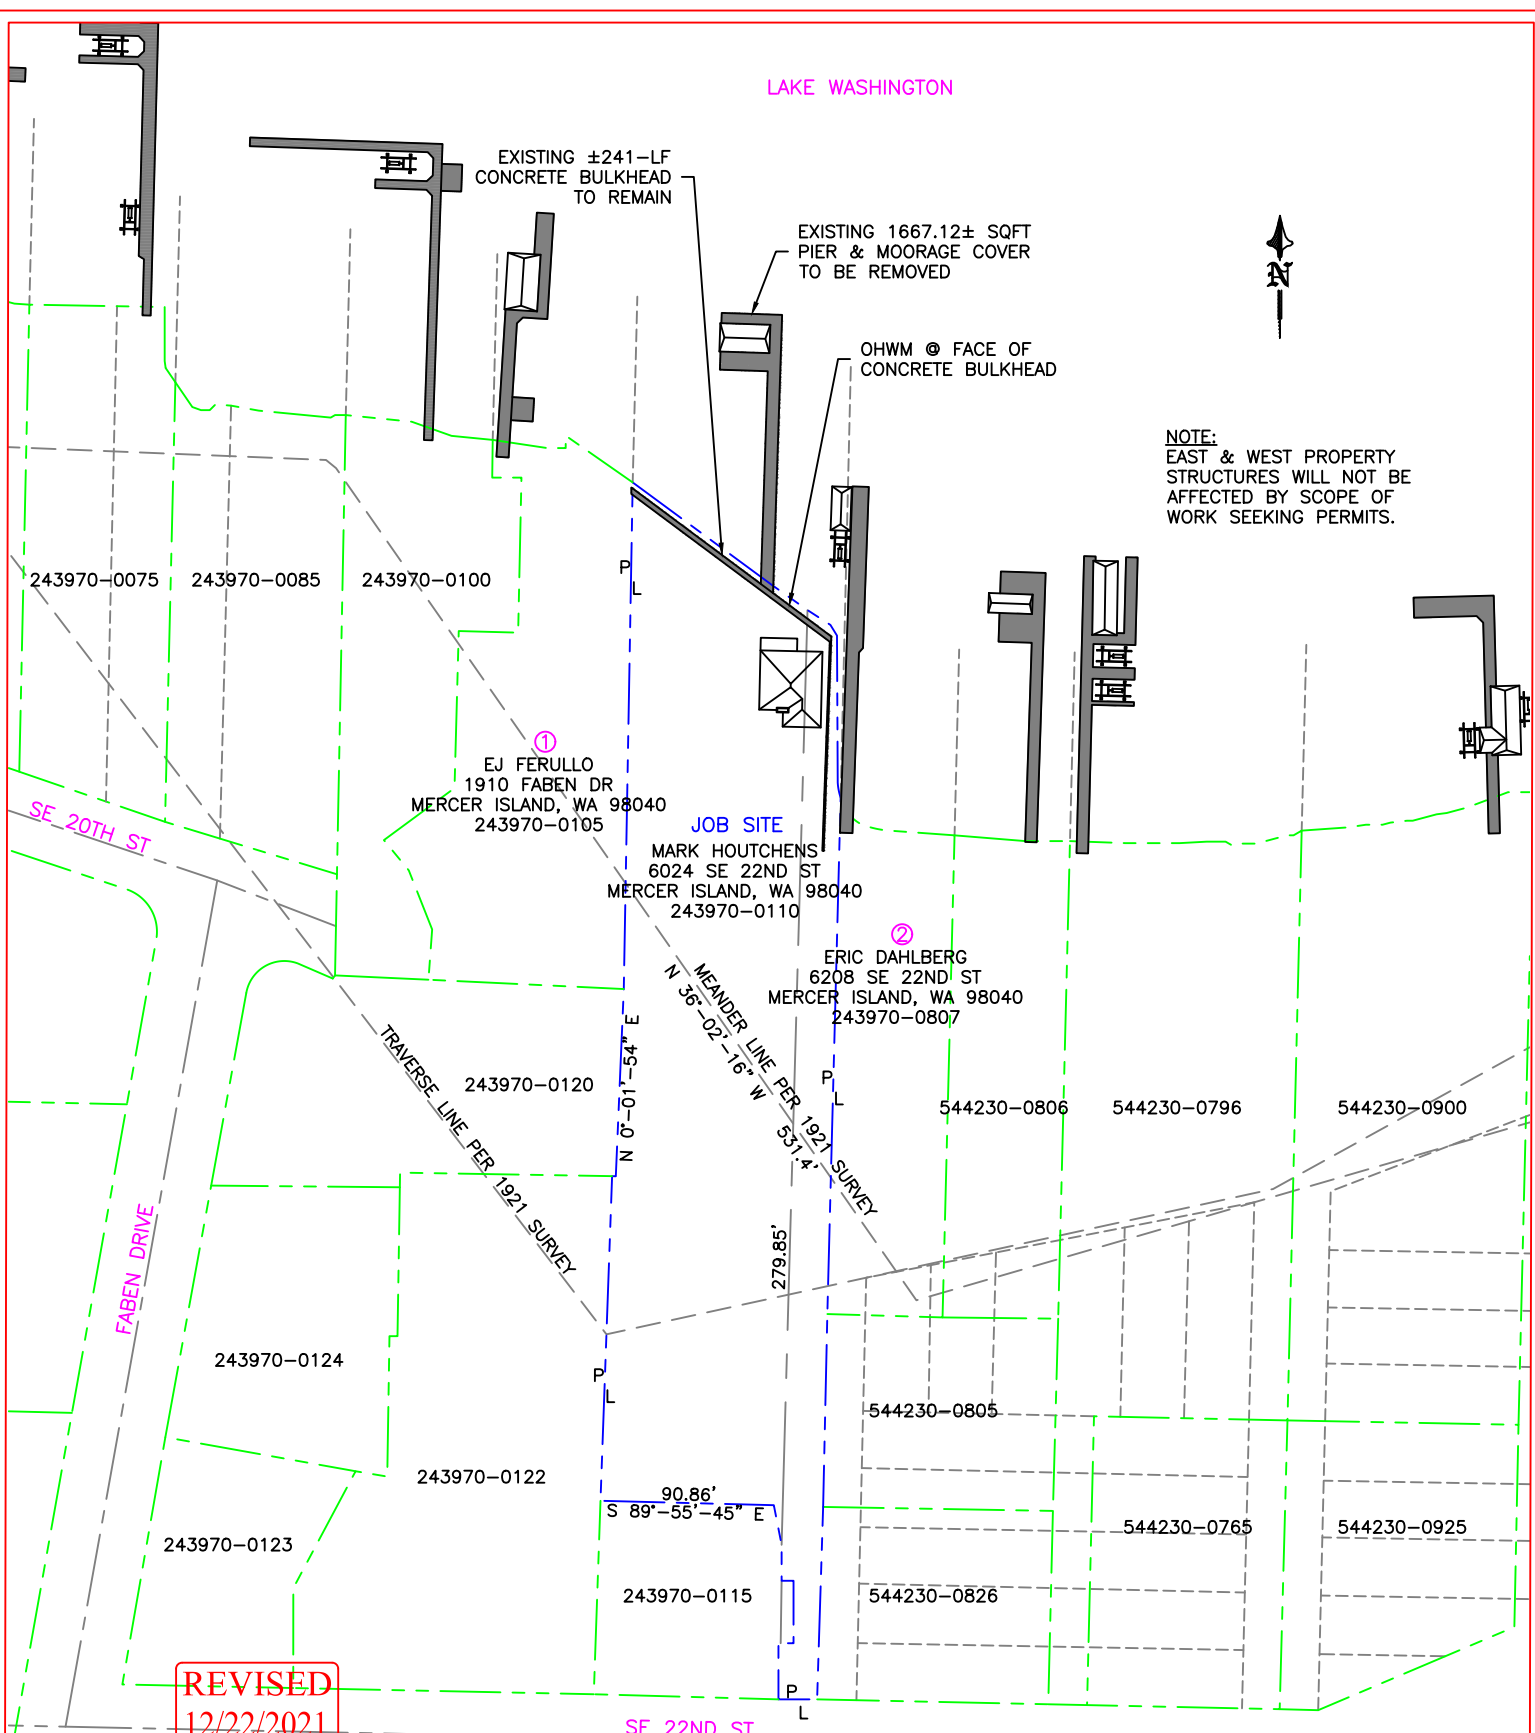 LAKE WASHINGTON
EXISTING ±241-LF
CONCRETE BULKHEAD
TO REMAIN
EXISTING 1667.12± SQFT
PIER & MOORAGE COVER
TO BE REMOVED
N
OHWM @ FACE OF
CONCRETE BULKHEAD
NOTE:
EAST & WEST PROPERTY
STRUCTURES WILL NOT BE
AFFECTED BY SCOPE OF
WORK SEEKING PERMITS.
243970-0075
243970-0085
243970-0100
P
L
1
EJ FERULLO
1910 FABEN DR
MERCER ISLAND, WA 98040
243970-0105
SE 20TH ST
JOB SITE
MARK HOUTCHENS
6024 SE 22ND ST
MERCER ISLAND, WA 98040
243970-0110
2
ERIC DAHLBERG
6208 SE 22ND ST
MERCER ISLAND, WA 98040
243970-0807
MEANDER LINE PER 1921 SURVEY
N 36°-02'-16" W 531.4'
TRAVERSE LINE PER 1921 SURVEY
N 0°-01'-54" E
243970-0120
P
L
544230-0806
544230-0796
544230-0900
FABEN DRIVE
279.85'
243970-0124
P
L
544230-0805
243970-0122
90.86'
S 89°-55'-45" E
243970-0123
544230-0765
544230-0925
243970-0115
544230-0826
P
L
REVISED
12/22/2021
SE 22ND ST